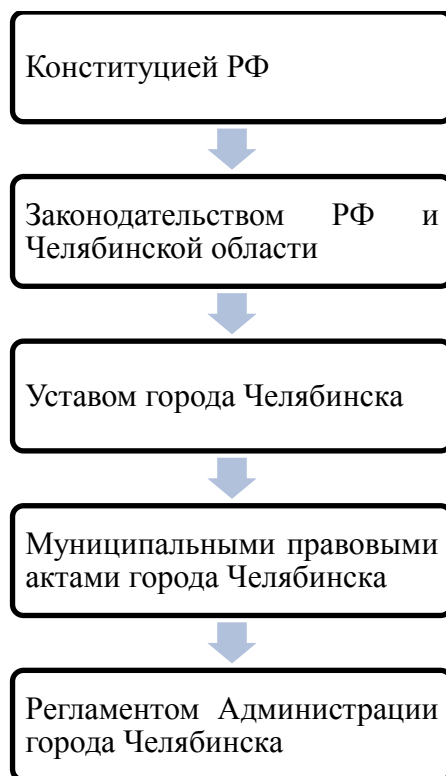 Конституцией РФ
Законодательством РФ и
Челябинской области
Уставом города Челябинска
Муниципальными правовыми
актами города Челябинска
Регламентом Администрации
города Челябинска